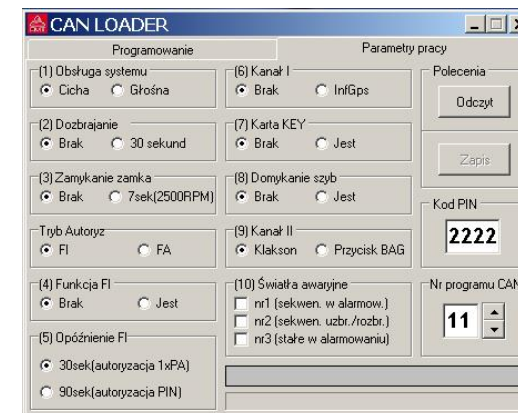 CAN LOADER
Programowanie
Parametry pracy
(1) Obsługa systemu
Cicha
Głośna
(2) Dozbrajanie
Brak
30 sekund
(3) Zamykanie zamka
Brak
7sek(2500RPM)
Tryb Autoryz
FI
FA
(4) Funkcja FI
Brak
Jest
(5) Opóźnienie FI
30sek(autoryzacja 1xPA)
90sek(autoryzacja PIN)
(6) Kanał I
Brak
InfGps
(7) Karta KEY
Brak
Jest
(8) Domykanie szyb
Brak
Jest
(9) Kanał II
Klakson
Przycisk BAG
(10) Światła awaryjne
nr1 (sekwen. w alarmow.)
nr2 (sekwen. uzbr./rozbr.)
nr3 (stałe w alarmowaniu)
Polecenia
Odczyt
Zapis
Kod PIN
2222
Nr programu CAN
11